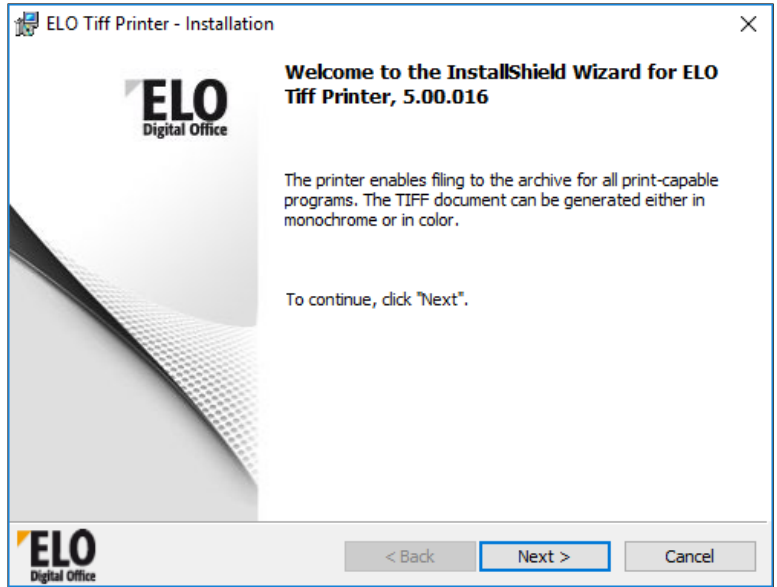 ELO Tiff Printer - Installation
ELO
Digital Office
Welcome to the InstallShield Wizard for ELO
Tiff Printer, 5.00.016
The printer enables filing to the archive for all print-capable
programs. The TIFF document can be generated either in
monochrome or in color.
To continue, click "Next".
ELO
Digital Office
< Back
Next >
Cancel